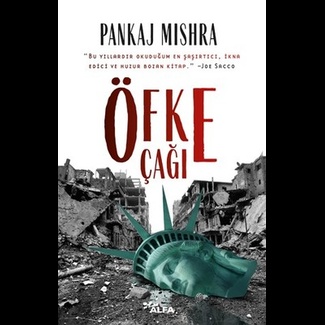 PANKAJ MISHRA
"BU YILLARDIR OKUDUĞUM EN ŞAŞIRTICI, İKNA
EDİCİ VE HUZUR BOZAN KİTAP." –JOE SACCO
ÖFKE
ÇAĞI
ALFA